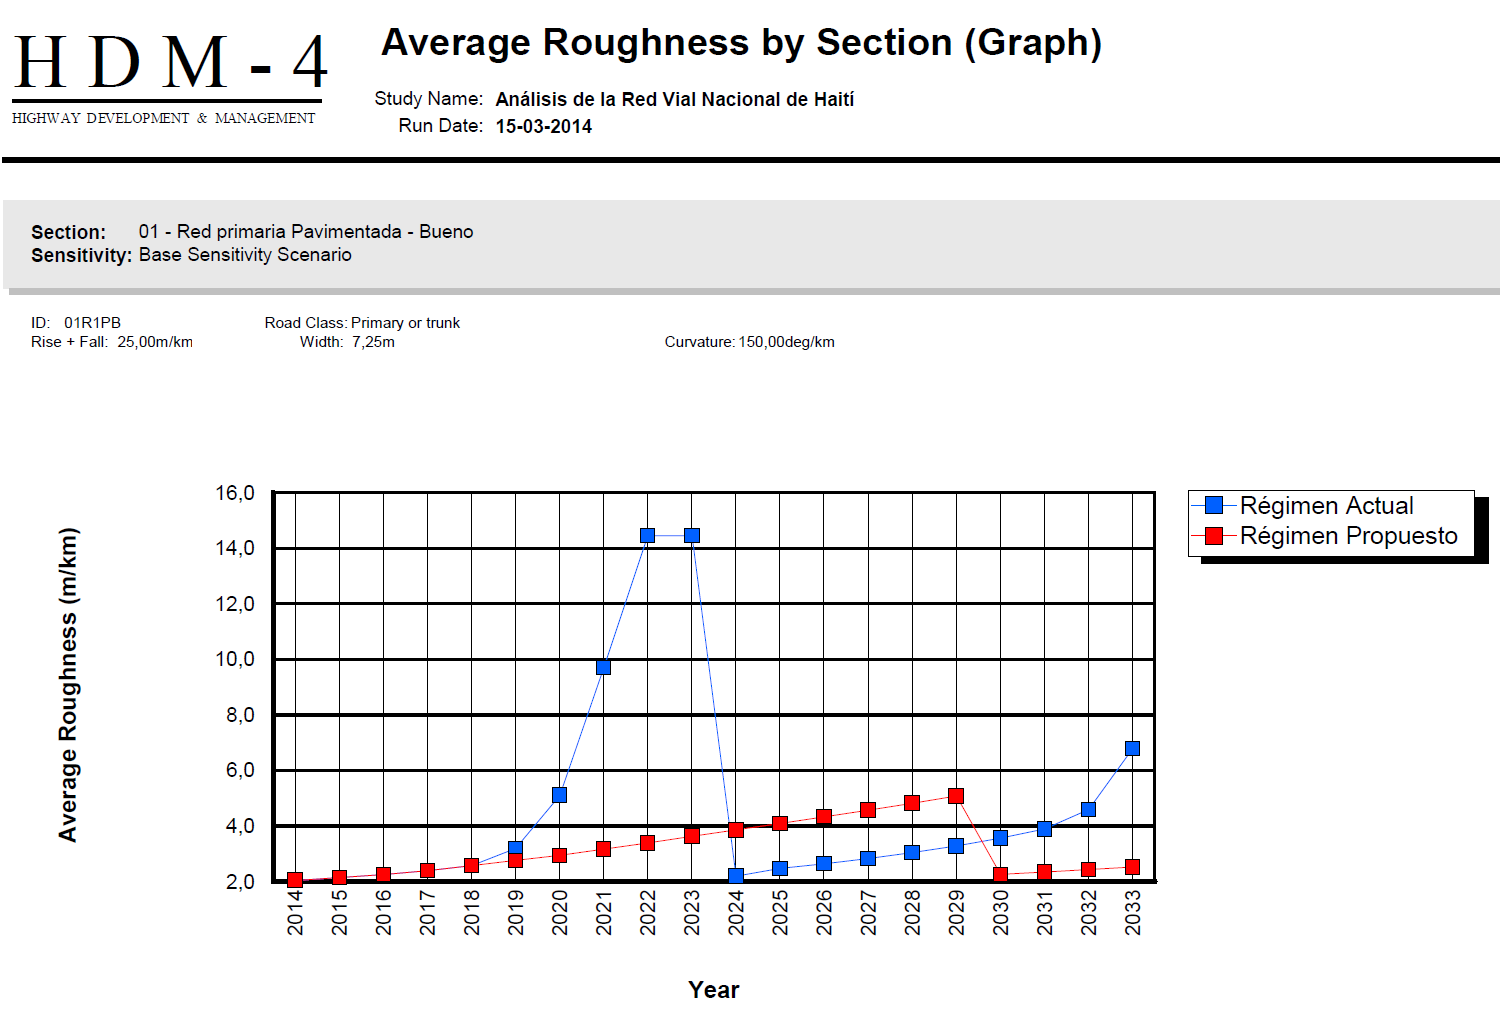 H D M - 4
HIGHWAY DEVELOPMENT & MANAGEMENT
Average Roughness by Section (Graph)
Study Name: Análisis de la Red Vial Nacional de Haití
Run Date: 15-03-2014
Section: 01 - Red primaria Pavimentada - Bueno
Sensitivity: Base Sensitivity Scenario
ID: 01R1PB Road Class: Primary or trunk
Rise + Fall: 25,00m/km Width: 7,25m Curvature: 150,00deg/km
Average Roughness (m/km)
16,0
14,0
12,0
10,0
8,0
6,0
4,0
2,0
2014 2015 2016 2017 2018 2019 2020 2021 2022 2023 2024 2025 2026 2027 2028 2029 2030 2031 2032 2033
Year
Régimen Actual
Régimen Propuesto